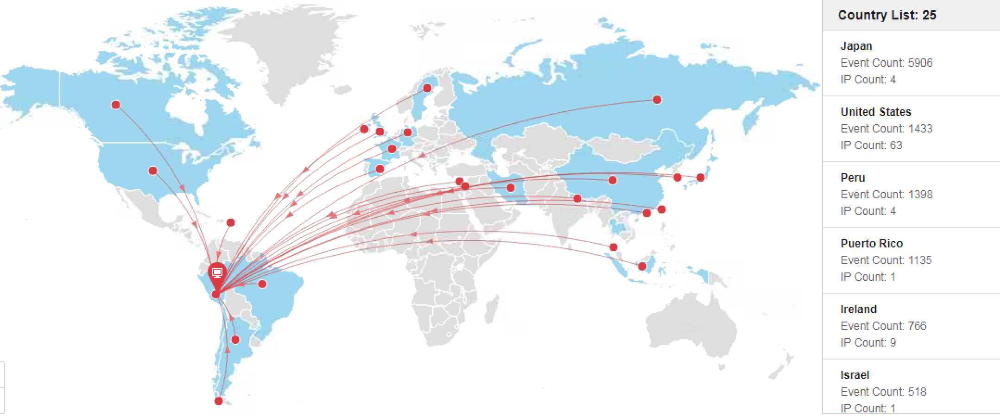 Country List: 25
Japan
Event Count: 5906
IP Count: 4
United States
Event Count: 1433
IP Count: 63
Peru
Event Count: 1398
IP Count: 4
Puerto Rico
Event Count: 1135
IP Count: 1
Ireland
Event Count: 766
IP Count: 9
Israel
Event Count: 518
IP Count: 1